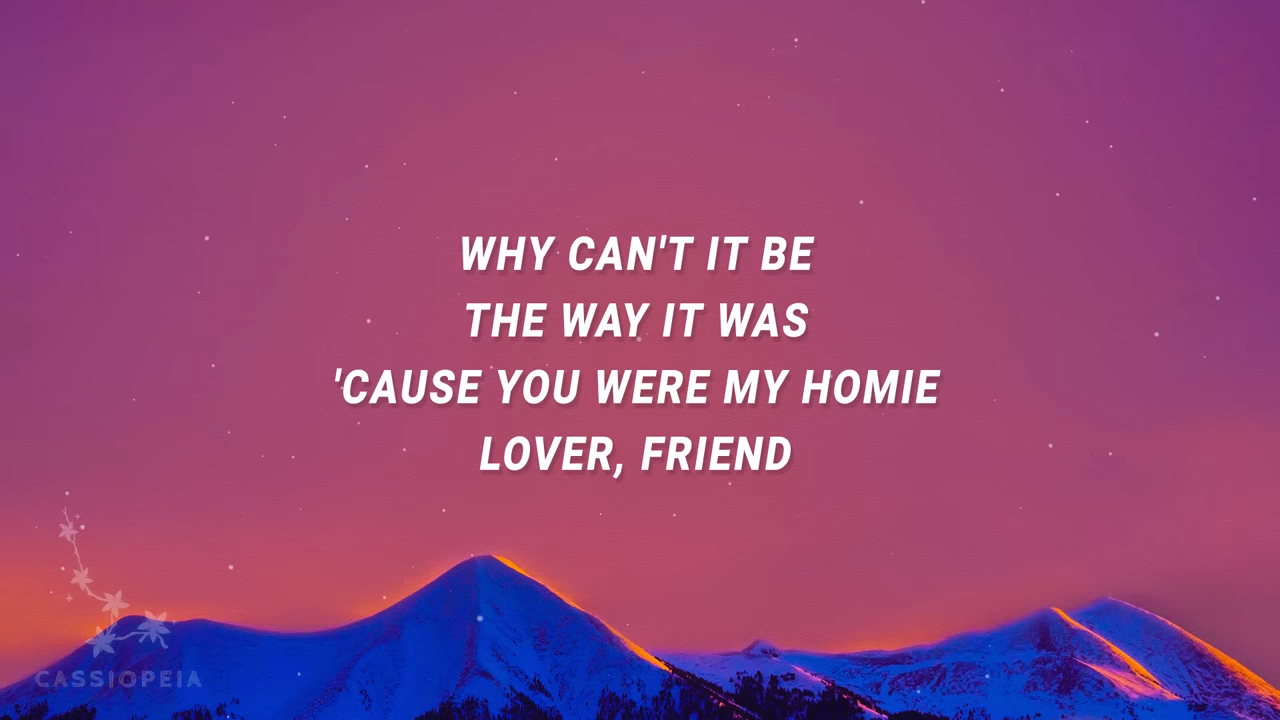 WHY CAN'T IT BE
THE WAY IT WAS
'CAUSE YOU WERE MY HOMIE
LOVER, FRIEND
CASSIOPEIA